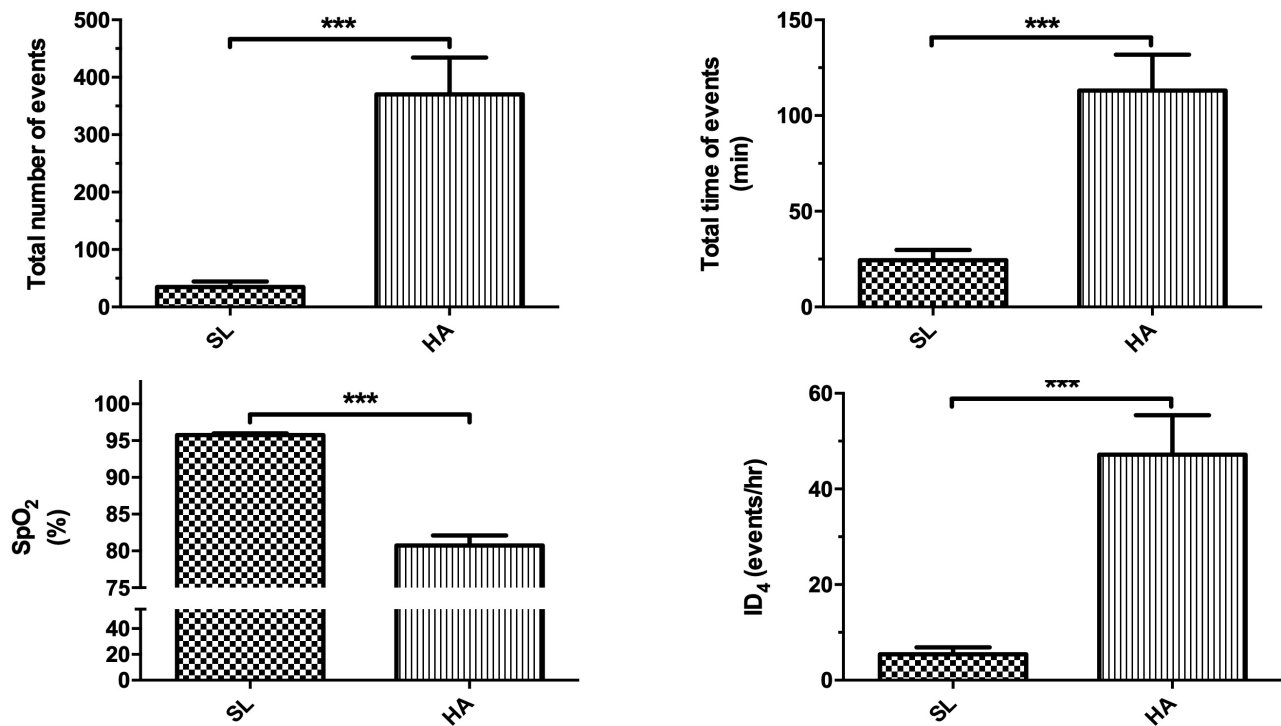 Total number of events
500
400
300
200
100
0
***
SL
HA
Total time of events
(min)
150
100
50
0
***
SL
HA
SpO₂
(%)
100
95
90
85
80
75
40
20
0
***
SL
HA
ID₄ (events/hr)
60
40
20
0
***
SL
HA